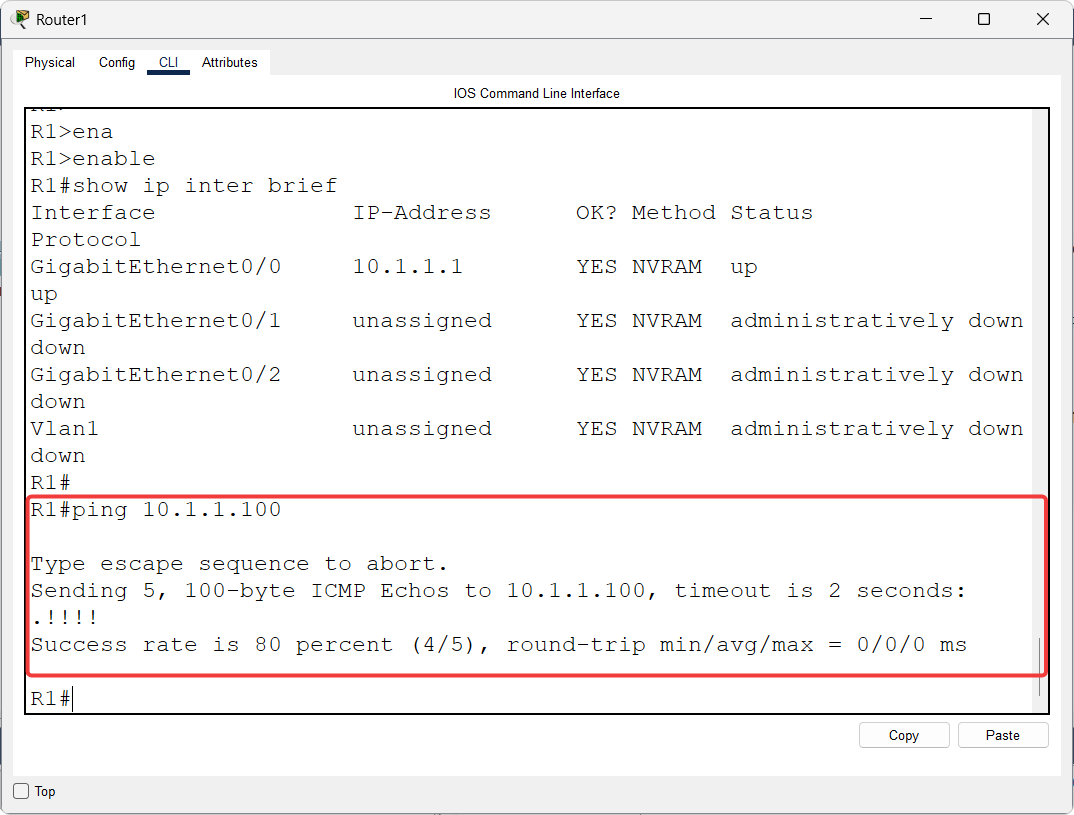 Router1
Physical Config CLI Attributes
IOS Command Line Interface
R1>ena
R1>enable
R1#show ip inter brief
Interface IP-Address OK? Method Status
Protocol
GigabitEthernet0/0 10.1.1.1 YES NVRAM up
up
GigabitEthernet0/1 unassigned YES NVRAM administratively down
down
GigabitEthernet0/2 unassigned YES NVRAM administratively down
down
Vlan1 unassigned YES NVRAM administratively down
down
R1#
R1#ping 10.1.1.100
Type escape sequence to abort.
Sending 5, 100-byte ICMP Echos to 10.1.1.100, timeout is 2 seconds:
.!!!!
Success rate is 80 percent (4/5), round-trip min/avg/max = 0/0/0 ms
R1#
Copy Paste
Top